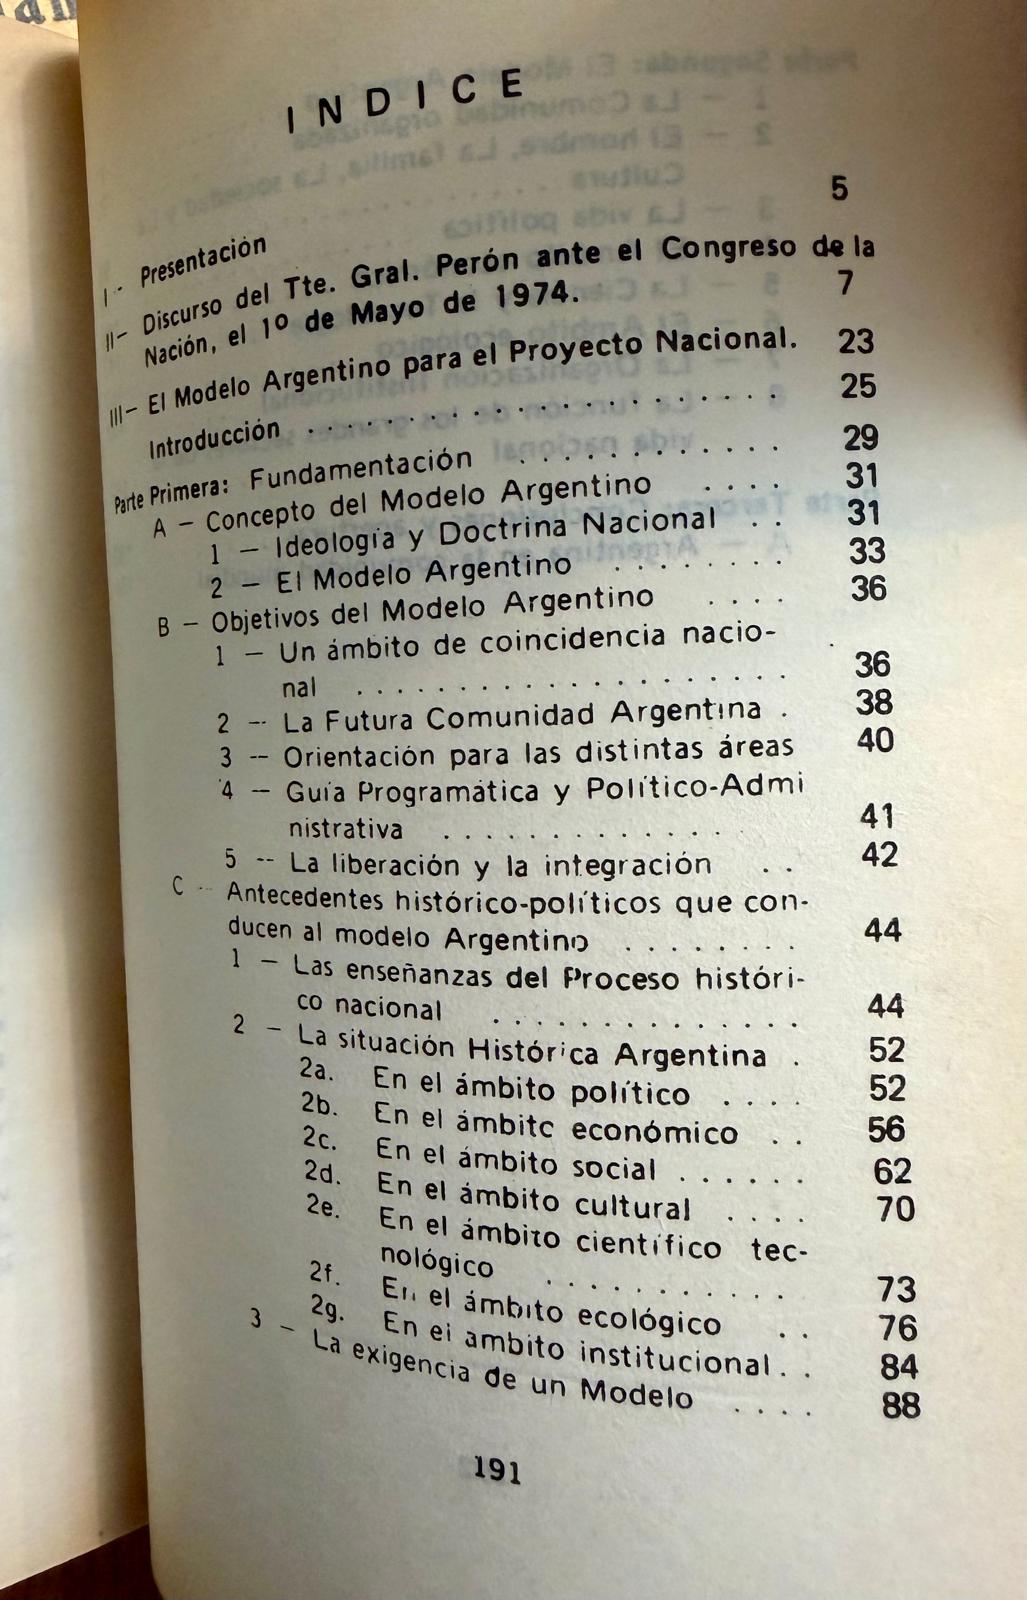 INDICE
I - Presentación 5
II- Discurso del Tte. Gral. Perón ante el Congreso de la
Nación, el 1º de Mayo de 1974. 7
III- El Modelo Argentino para el Proyecto Nacional. 23
Introducción . . . . . . . . . . . . . . . . . . . 25
Parte Primera: Fundamentación . . . . . . . . . . . 29
A - Concepto del Modelo Argentino . . . . 31
1 - Ideología y Doctrina Nacional . . 31
2 - El Modelo Argentino . . . . . . . . 33
B - Objetivos del Modelo Argentino . . . . 36
1 - Un ámbito de coincidencia nacio-
nal . . . . . . . . . . . . . . . . . . . . 36
2 - La Futura Comunidad Argentina . 38
3 - Orientación para las distintas áreas 40
4 - Guía Programática y Político-Admi
nistrativa . . . . . . . . . . . . . 41
5 - La liberación y la integración . . 42
C - Antecedentes histórico-políticos que con-
ducen al modelo Argentino . . . . . . . . 44
1 - Las enseñanzas del Proceso históri-
co nacional . . . . . . . . . . . . . . 44
2 - La situación Histórica Argentina . 52
2a. En el ámbito político . . . . 52
2b. En el ámbito económico . . 56
2c. En el ámbito social . . . . . . 62
2d. En el ámbito cultural . . . . 70
2e. En el ámbito científico tec-
nológico . . . . . . . . . . . 73
2f. En el ámbito ecológico . . 76
2g. En el ambito institucional . . 84
3 - La exigencia de un Modelo . . . . 88
191